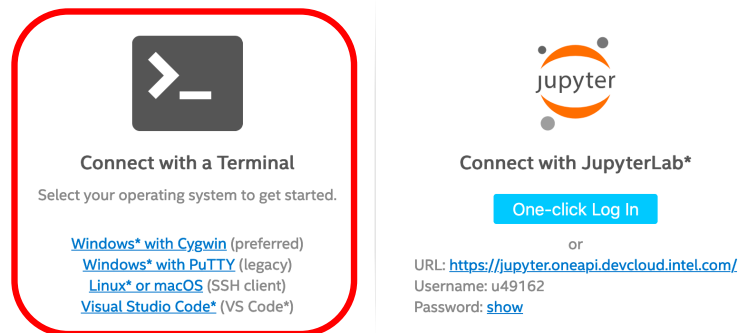 Connect with a Terminal
Select your operating system to get started.
Windows* with Cygwin (preferred)
Windows* with PuTTY (legacy)
Linux* or macOS (SSH client)
Visual Studio Code* (VS Code*)
jupyter
Connect with JupyterLab*
One-click Log In
or
URL: https://jupyter.oneapi.devcloud.intel.com/
Username: u49162
Password: show